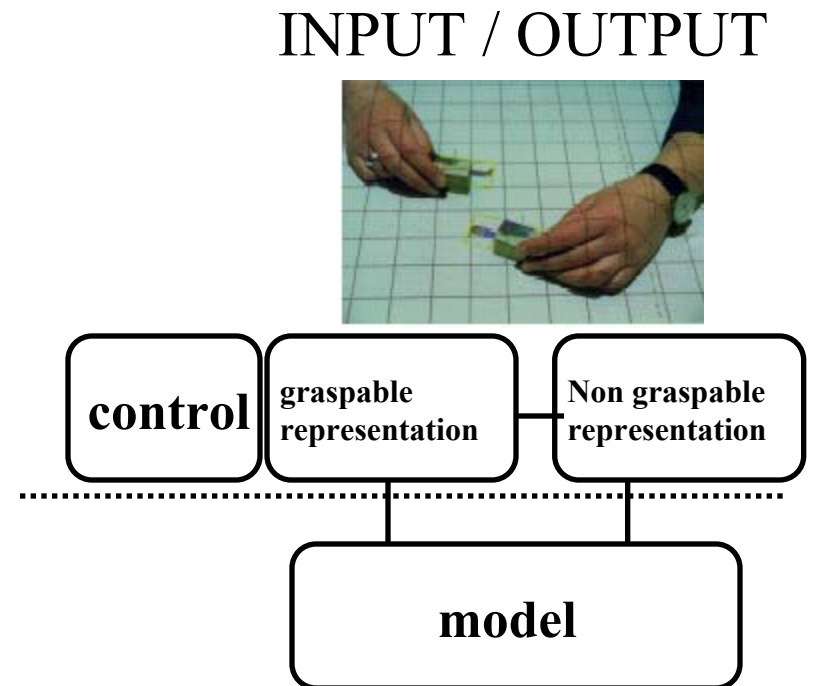 INPUT / OUTPUT
control
graspable
representation
Non graspable
representation
model